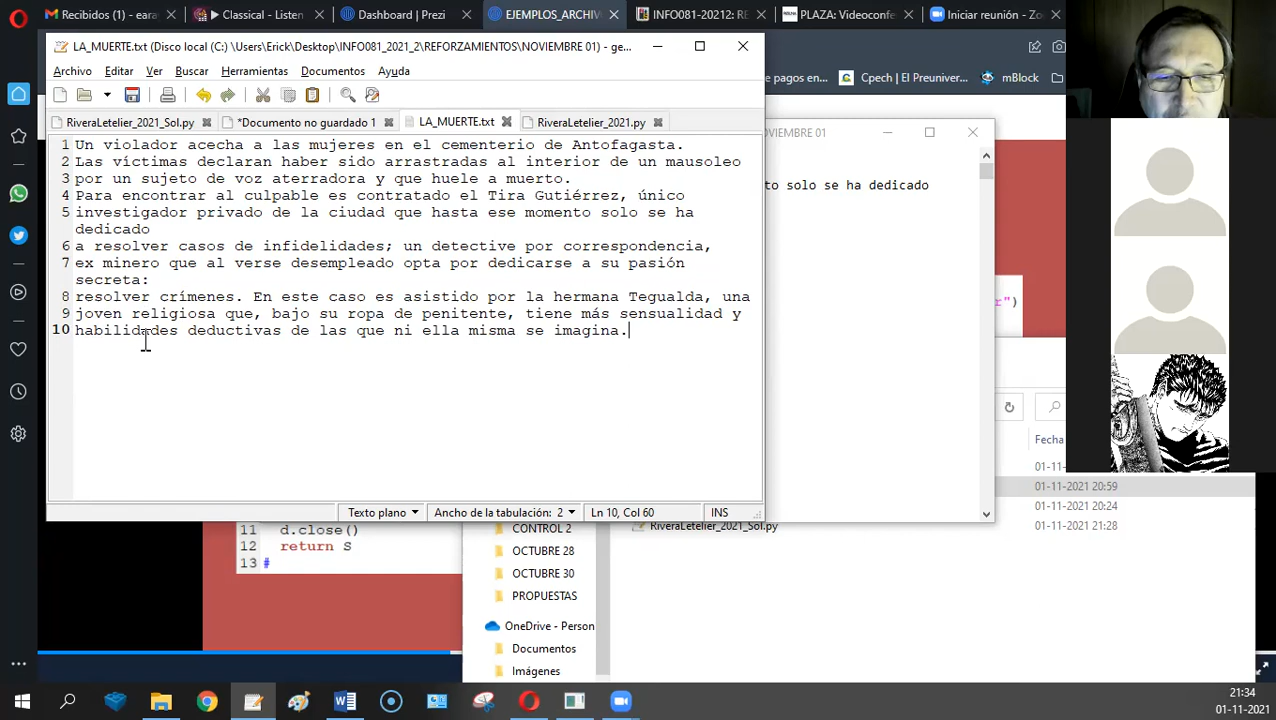 Recibidos (1) - earav
Classical - Listen
Dashboard | Prezi
EJEMPLOS_ARCHIV
INFO081-20212: RE
PLAZA: Videoconfe
Iniciar reunión - Zo
LA_MUERTE.txt (Disco local (C:) \Users\Erick\Desktop\INFO081_2021_2\REFORZAMIENTOS\NOVIEMBRE 01) - ge...
Archivo Editar Ver Buscar Herramientas Documentos Ayuda
de pagos en...
Cpech | El Preuniver...
mBlock
RiveraLetelier_2021_Sol.py
*Documento no guardado 1
LA_MUERTE.txt
RiveraLetelier_2021.py
OVIEMBRE 01
1 Un violador acecha a las mujeres en el cementerio de Antofagasta.
2 Las víctimas declaran haber sido arrastradas al interior de un mausoleo
3 por un sujeto de voz aterradora y que huele a muerto.
4 Para encontrar al culpable es contratado el Tira Gutiérrez, único
5 investigador privado de la ciudad que hasta ese momento solo se ha
dedicado
6 a resolver casos de infidelidades; un detective por correspondencia,
7 ex minero que al verse desempleado opta por dedicarse a su pasión
secreta:
8 resolver crímenes. En este caso es asistido por la hermana Tegualda, una
9 joven religiosa que, bajo su ropa de penitente, tiene más sensualidad y
10 habilidades deductivas de las que ni ella misma se imagina.
to solo se ha dedicado
r")
Fecha
01-11-2021 20:59
01-11-2021 20:24
01-11-2021 21:28
Texto plano
Ancho de la tabulación: 2
Ln 10, Col 60
INS
RiveraLetelier_2021_Sol.py
11 d.close()
12 return S
13 #
CONTROL 2
OCTUBRE 28
OCTUBRE 30
PROPUESTAS
OneDrive - Person
Documentos
Imágenes
21:34
01-11-2021